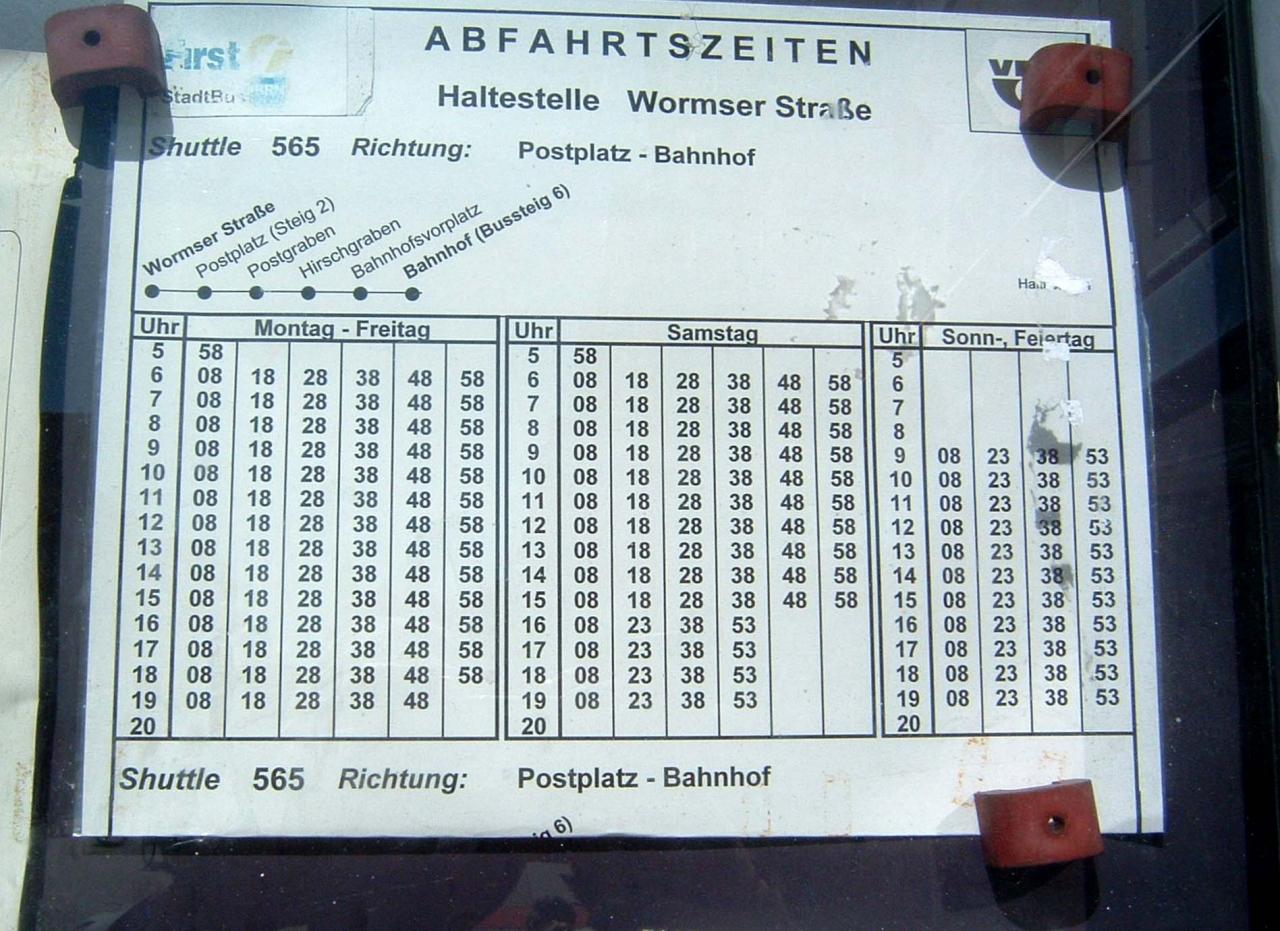 ABFAHRTSZEITEN
Haltestelle Wormser Straße
StadtBus
Shuttle 565 Richtung: Postplatz - Bahnhof
Wormser Straße
Postplatz (Steig 2)
Postgraben
Hirschgraben
Bahnhofsvorplatz
Bahnhof (Bussteig 6)
Uhr Montag - Freitag Uhr Samstag Uhr Sonn-, Feiertag
5 58 5 58 5
6 08 18 28 38 48 58 6 08 18 28 38 48 58 6
7 08 18 28 38 48 58 7 08 18 28 38 48 58 7
8 08 18 28 38 48 58 8 08 18 28 38 48 58 8
9 08 18 28 38 48 58 9 08 18 28 38 48 58 9 08 23 38 53
10 08 18 28 38 48 58 10 08 18 28 38 48 58 10 08 23 38 53
11 08 18 28 38 48 58 11 08 18 28 38 48 58 11 08 23 38 53
12 08 18 28 38 48 58 12 08 18 28 38 48 58 12 08 23 38 53
13 08 18 28 38 48 58 13 08 18 28 38 48 58 13 08 23 38 53
14 08 18 28 38 48 58 14 08 18 28 38 48 58 14 08 23 38 53
15 08 18 28 38 48 58 15 08 18 28 38 48 58 15 08 23 38 53
16 08 18 28 38 48 58 16 08 23 38 53 16 08 23 38 53
17 08 18 28 38 48 58 17 08 23 38 53 17 08 23 38 53
18 08 18 28 38 48 58 18 08 23 38 53 18 08 23 38 53
19 08 18 28 38 48 19 08 23 38 53 19 08 23 38 53
20 20 20
Shuttle 565 Richtung: Postplatz - Bahnhof
6)